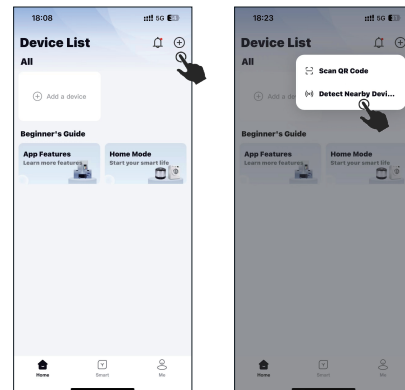 18:08
5G
Device List
All
Add a device
Beginner's Guide
App Features
Learn more features
Home Mode
Start your smart life
Home
Smart
Me
18:23
5G
Device List
All
Scan QR Code
Add a de
Detect Nearby Devi...
Beginner's Guide
App Features
Learn more features
Home Mode
Start your smart life
Home
Smart
Me